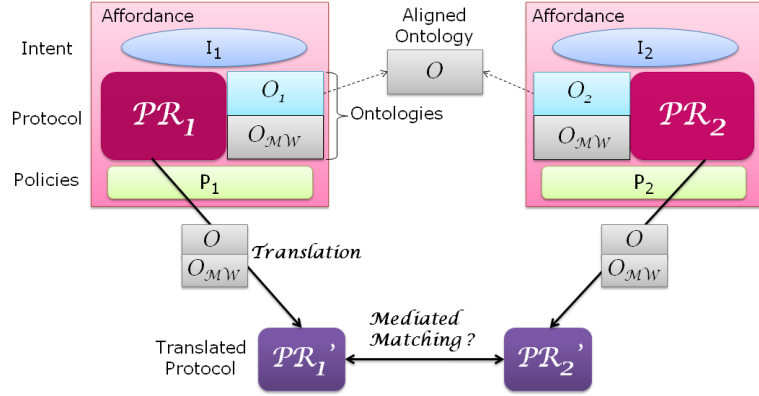 Affordance
Aligned
Ontology
Affordance
Intent
I1
O
I2
Protocol
PR1
O1
OMW
Ontologies
O2
OMW
PR2
Policies
P1
P2
O
OMW
Translation
O
OMW
Mediated
Matching?
Translated
Protocol
PR1'
PR2'